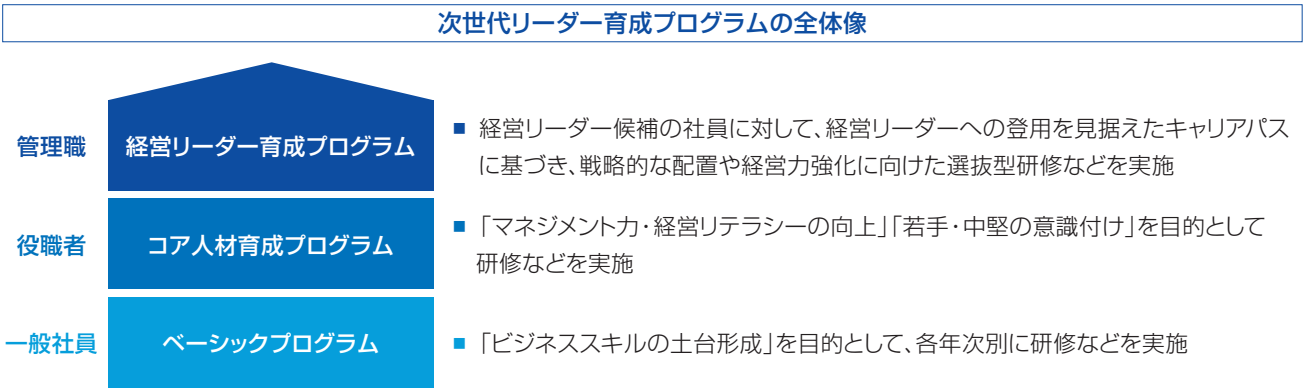 次世代リーダー育成プログラムの全体像
管理職
経営リーダー育成プログラム
■ 経営リーダー候補の社員に対して、経営リーダーへの登用を見据えたキャリアパス
に基づき、戦略的な配置や経営力強化に向けた選抜型研修などを実施
役職者
コア人材育成プログラム
■ 「マネジメント力・経営リテラシーの向上」「若手・中堅の意識付け」を目的として
研修などを実施
一般社員
ベーシックプログラム
■ 「ビジネススキルの土台形成」を目的として、各年次別に研修などを実施